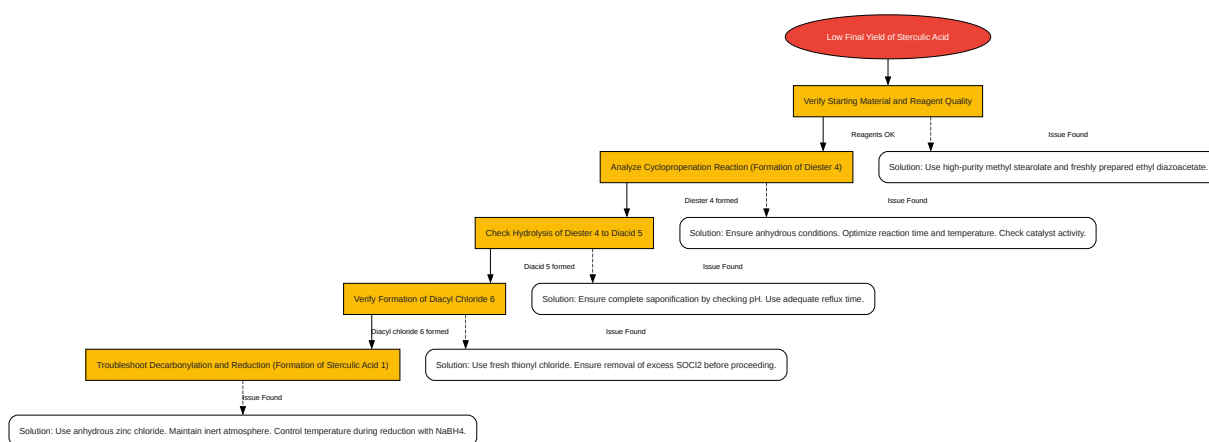 Low Final Yield of Sterculic Acid
Verify Starting Material and Reagent Quality
Reagents OK
Issue Found
Analyze Cyclopropenation Reaction (Formation of Diester 4)
Solution: Use high-purity methyl stearolate and freshly prepared ethyl diazoacetate.
Diester 4 formed
Issue Found
Check Hydrolysis of Diester 4 to Diacid 5
Solution: Ensure anhydrous conditions. Optimize reaction time and temperature. Check catalyst activity.
Diacid 5 formed
Issue Found
Verify Formation of Diacyl Chloride 6
Solution: Ensure complete saponification by checking pH. Use adequate reflux time.
Diacyl chloride 6 formed
Issue Found
Troubleshoot Decarbonylation and Reduction (Formation of Sterculic Acid 1)
Solution: Use fresh thionyl chloride. Ensure removal of excess SOCl2 before proceeding.
Issue Found
Solution: Use anhydrous zinc chloride. Maintain inert atmosphere. Control temperature during reduction with NaBH4.